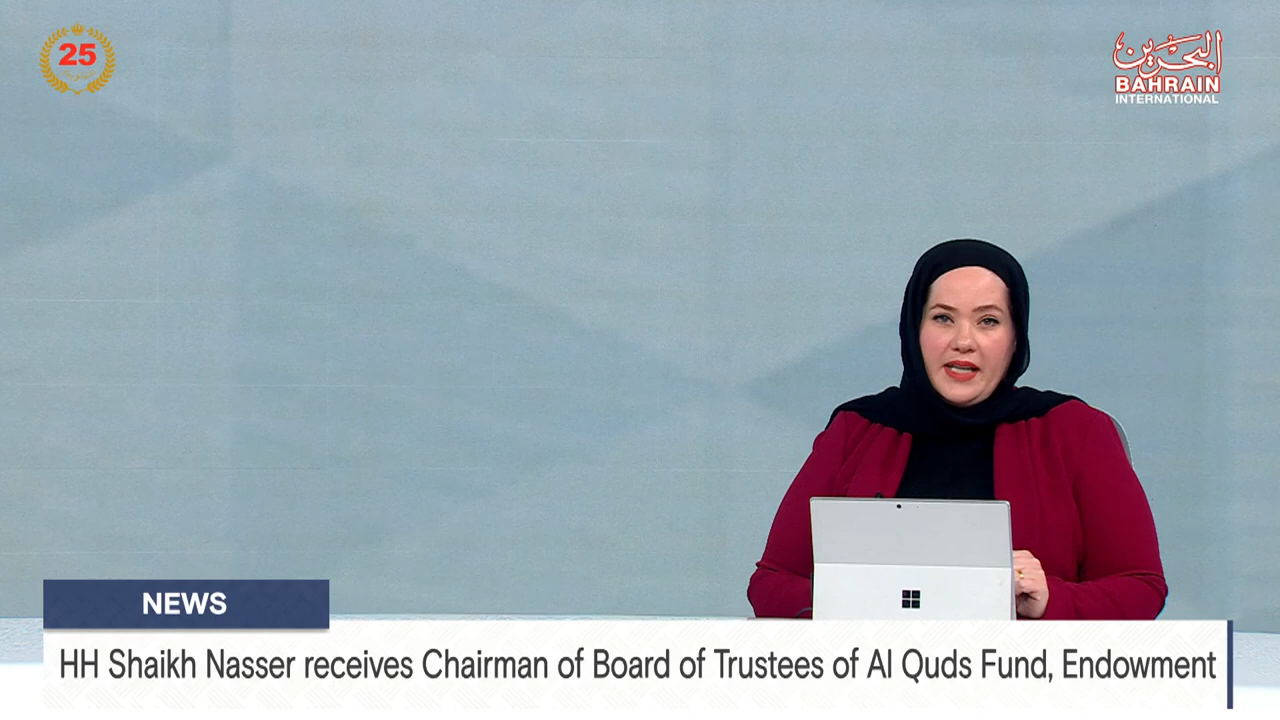 25
البحرين
BAHRAIN
INTERNATIONAL
NEWS
HH Shaikh Nasser receives Chairman of Board of Trustees of Al Quds Fund, Endowment